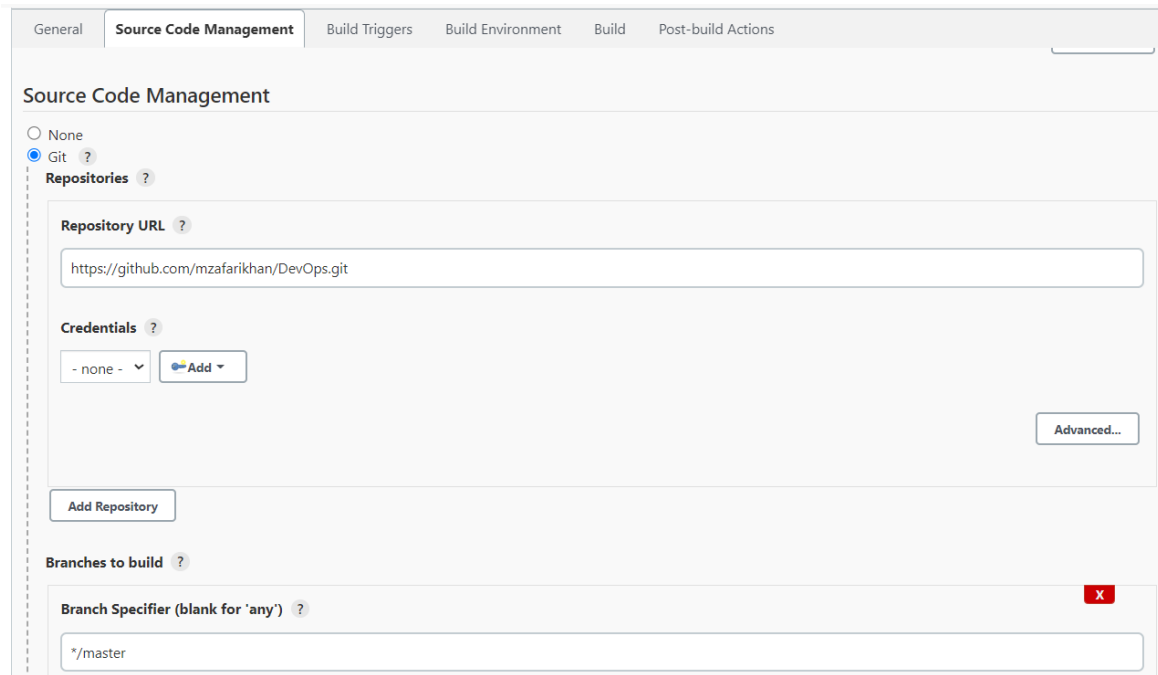 General Source Code Management Build Triggers Build Environment Build Post-build Actions
Source Code Management
None
Git ?
Repositories ?
Repository URL ?
https://github.com/mzafarikhan/DevOps.git
Credentials ?
- none - Add
Advanced...
Add Repository
Branches to build ?
X
Branch Specifier (blank for 'any') ?
*/master